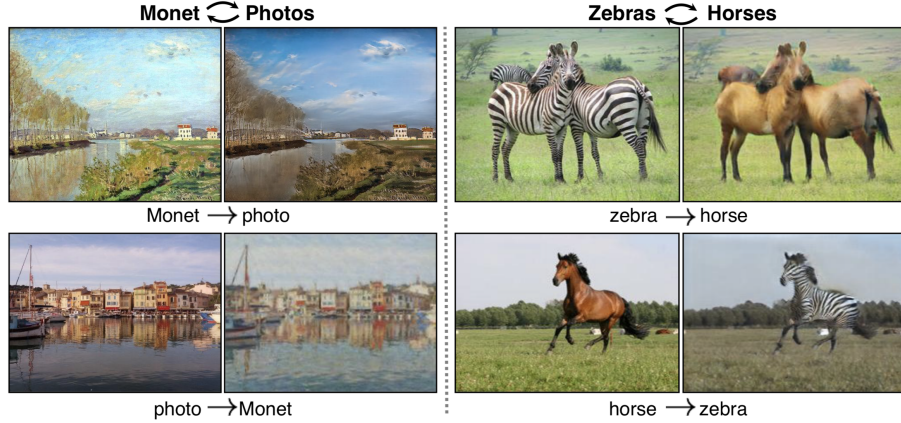 Monet Photos
Zebras Horses
Monet → photo
zebra → horse
photo → Monet
horse → zebra